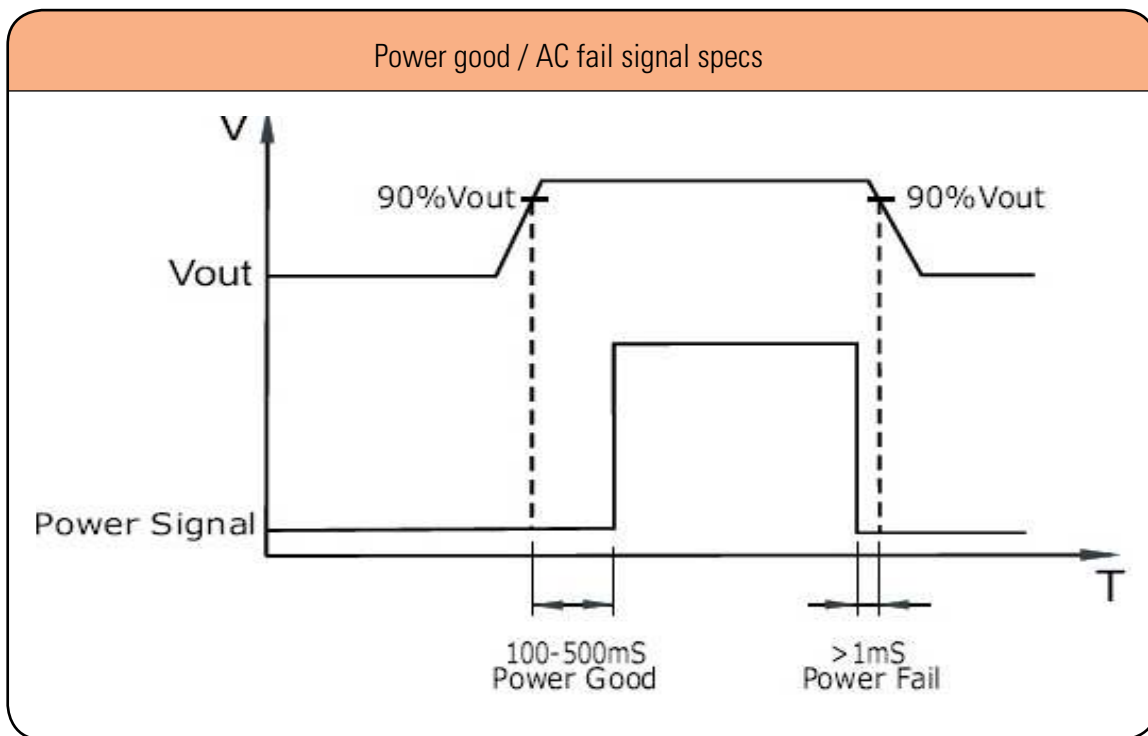 Power good / AC fail signal specs
V
90%Vout
90%Vout
Vout
Power Signal
T
100-500mS
Power Good
>1mS
Power Fail